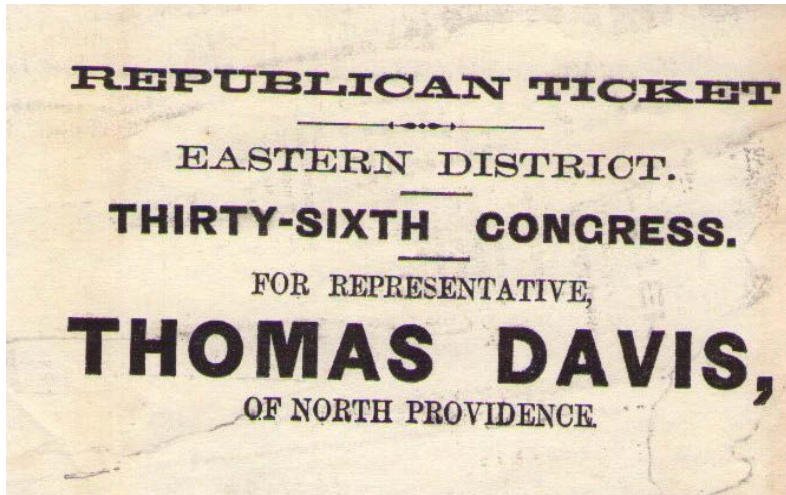 REPUBLICAN TICKET
EASTERN DISTRICT.
THIRTY-SIXTH CONGRESS.
FOR REPRESENTATIVE,
THOMAS DAVIS,
OF NORTH PROVIDENCE.